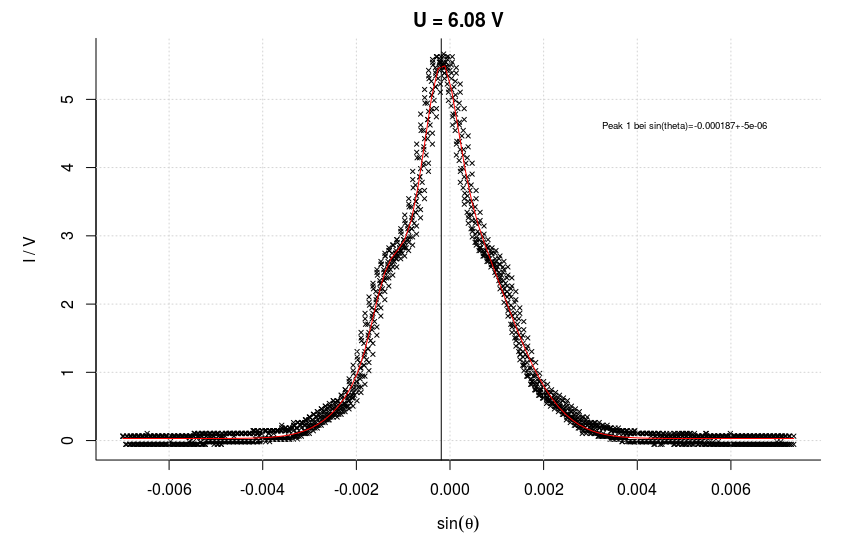 U = 6.08 V
Peak 1 bei sin(theta)=-0.000187+-5e-06
I / V
5
4
3
2
1
0
-0.006 -0.004 -0.002 0.000 0.002 0.004 0.006
sin(θ)